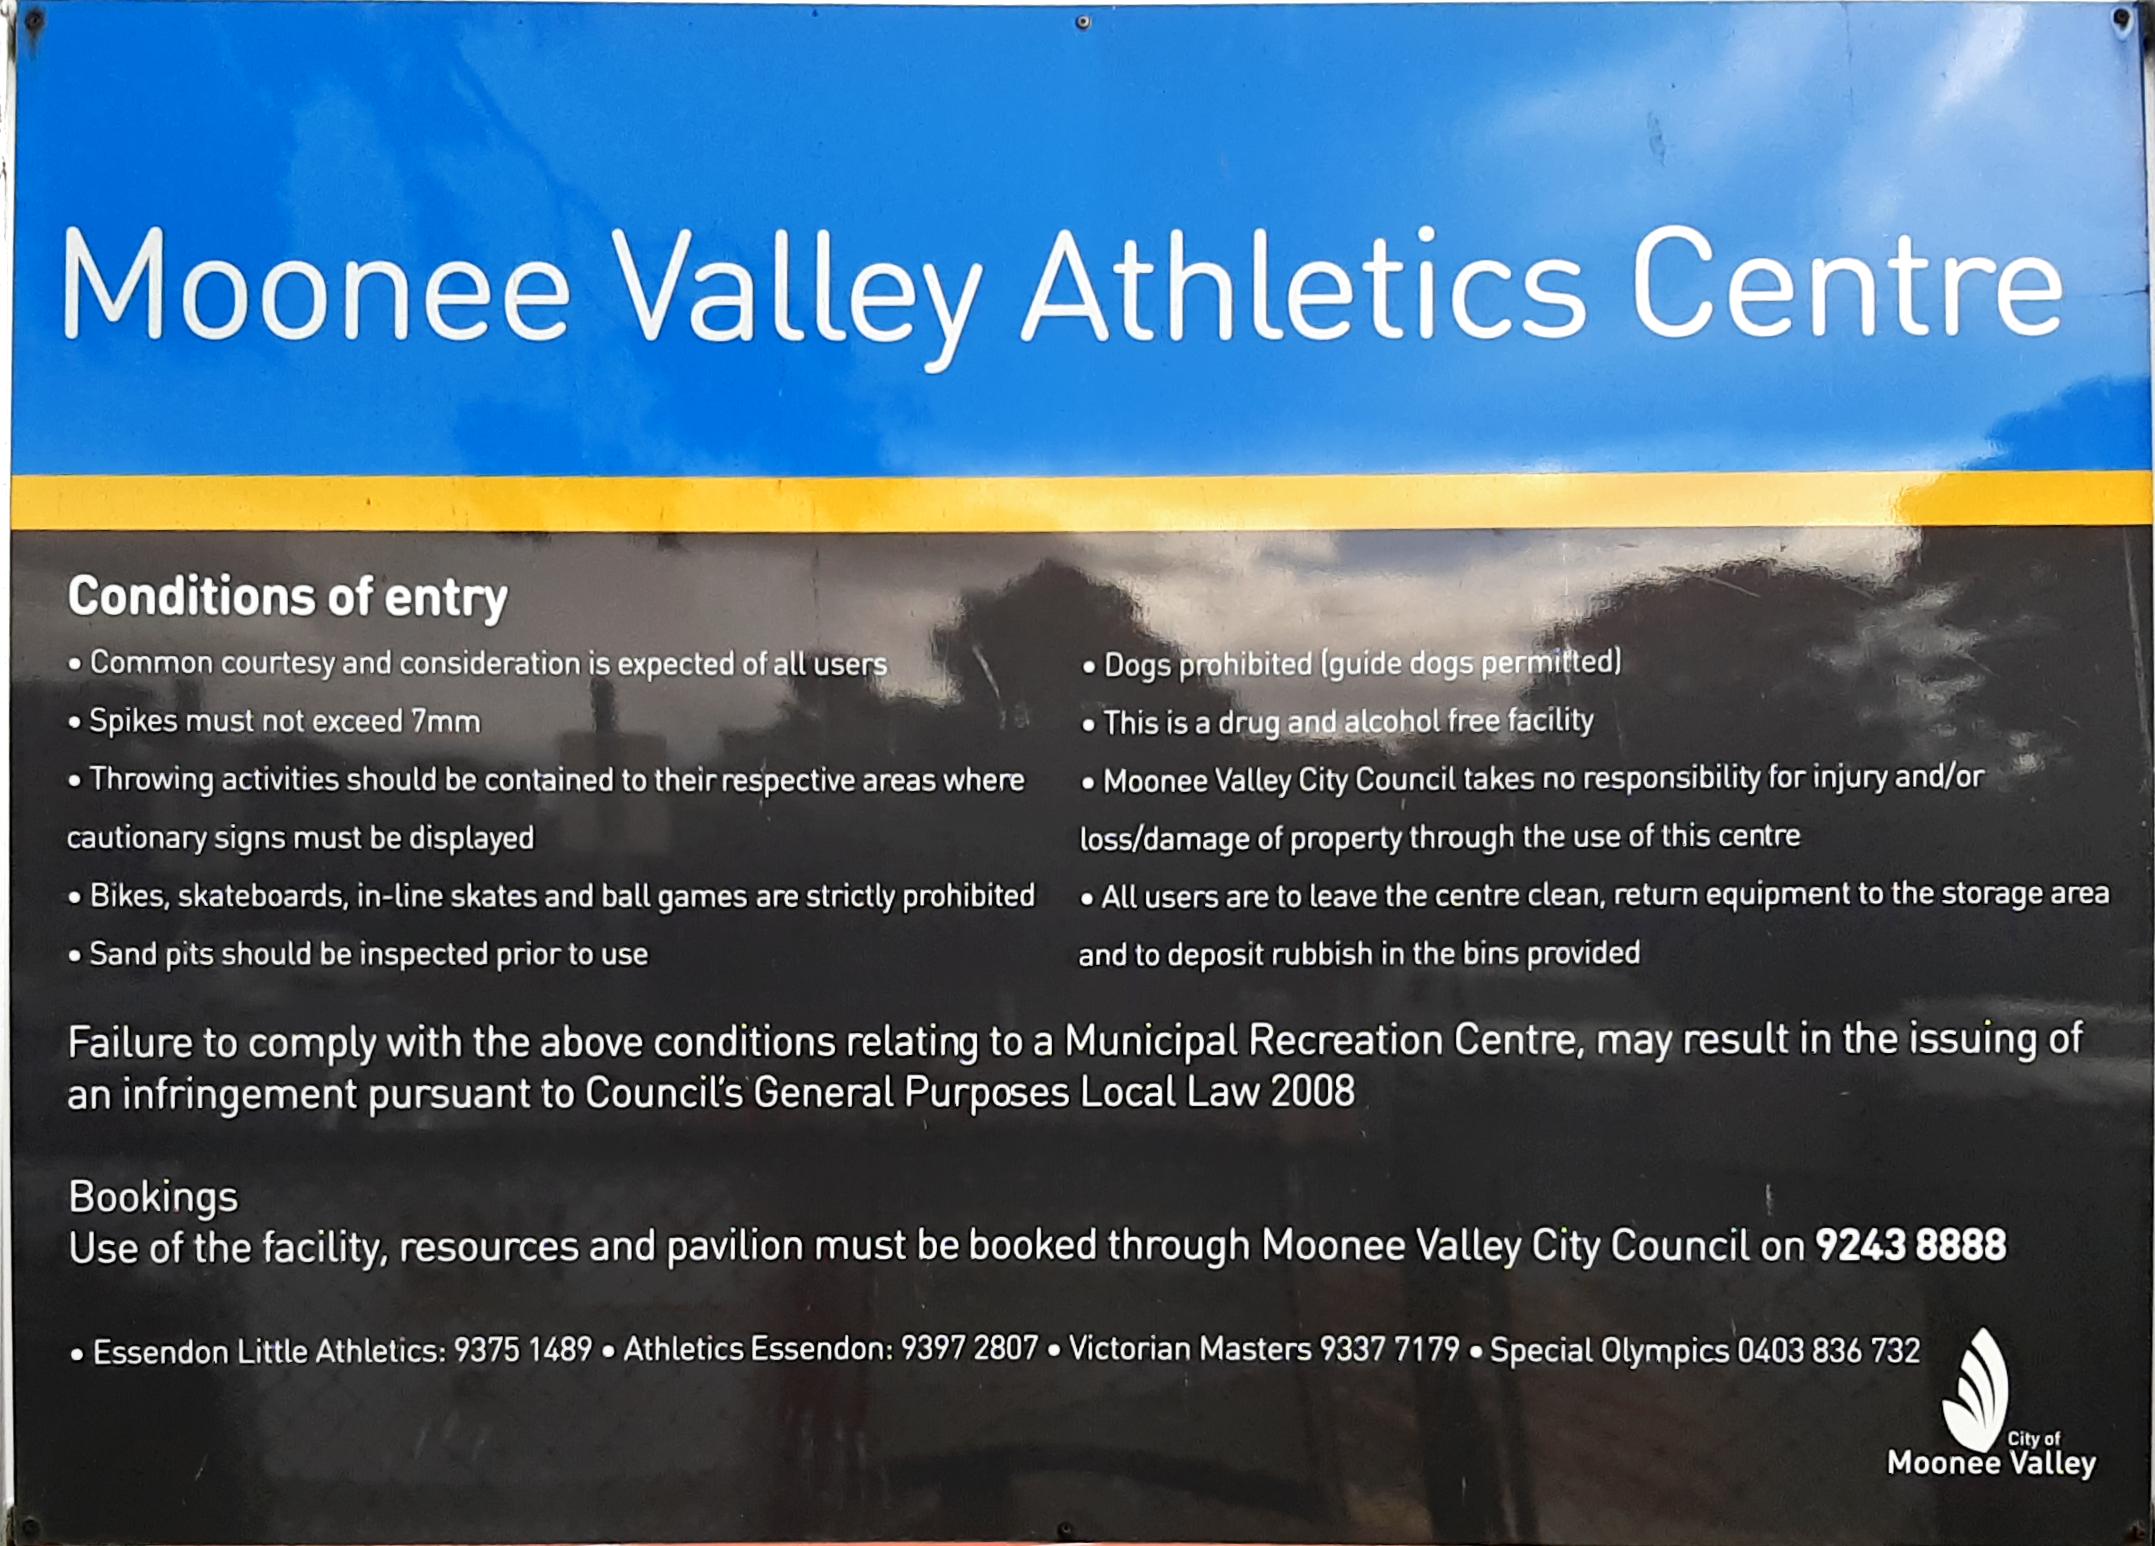 Moonee Valley Athletics Centre
Conditions of entry
• Common courtesy and consideration is expected of all users
• Spikes must not exceed 7mm
• Throwing activities should be contained to their respective areas where
cautionary signs must be displayed
• Bikes, skateboards, in-line skates and ball games are strictly prohibited
• Sand pits should be inspected prior to use
• Dogs prohibited (guide dogs permitted)
• This is a drug and alcohol free facility
• Moonee Valley City Council takes no responsibility for injury and/or
loss/damage of property through the use of this centre
• All users are to leave the centre clean, return equipment to the storage area
and to deposit rubbish in the bins provided
Failure to comply with the above conditions relating to a Municipal Recreation Centre, may result in the issuing of
an infringement pursuant to Council's General Purposes Local Law 2008
Bookings
Use of the facility, resources and pavilion must be booked through Moonee Valley City Council on 9243 8888
• Essendon Little Athletics: 9375 1489 • Athletics Essendon: 9397 2807 • Victorian Masters 9337 7179 • Special Olympics 0403 836 732
City of
Moonee Valley